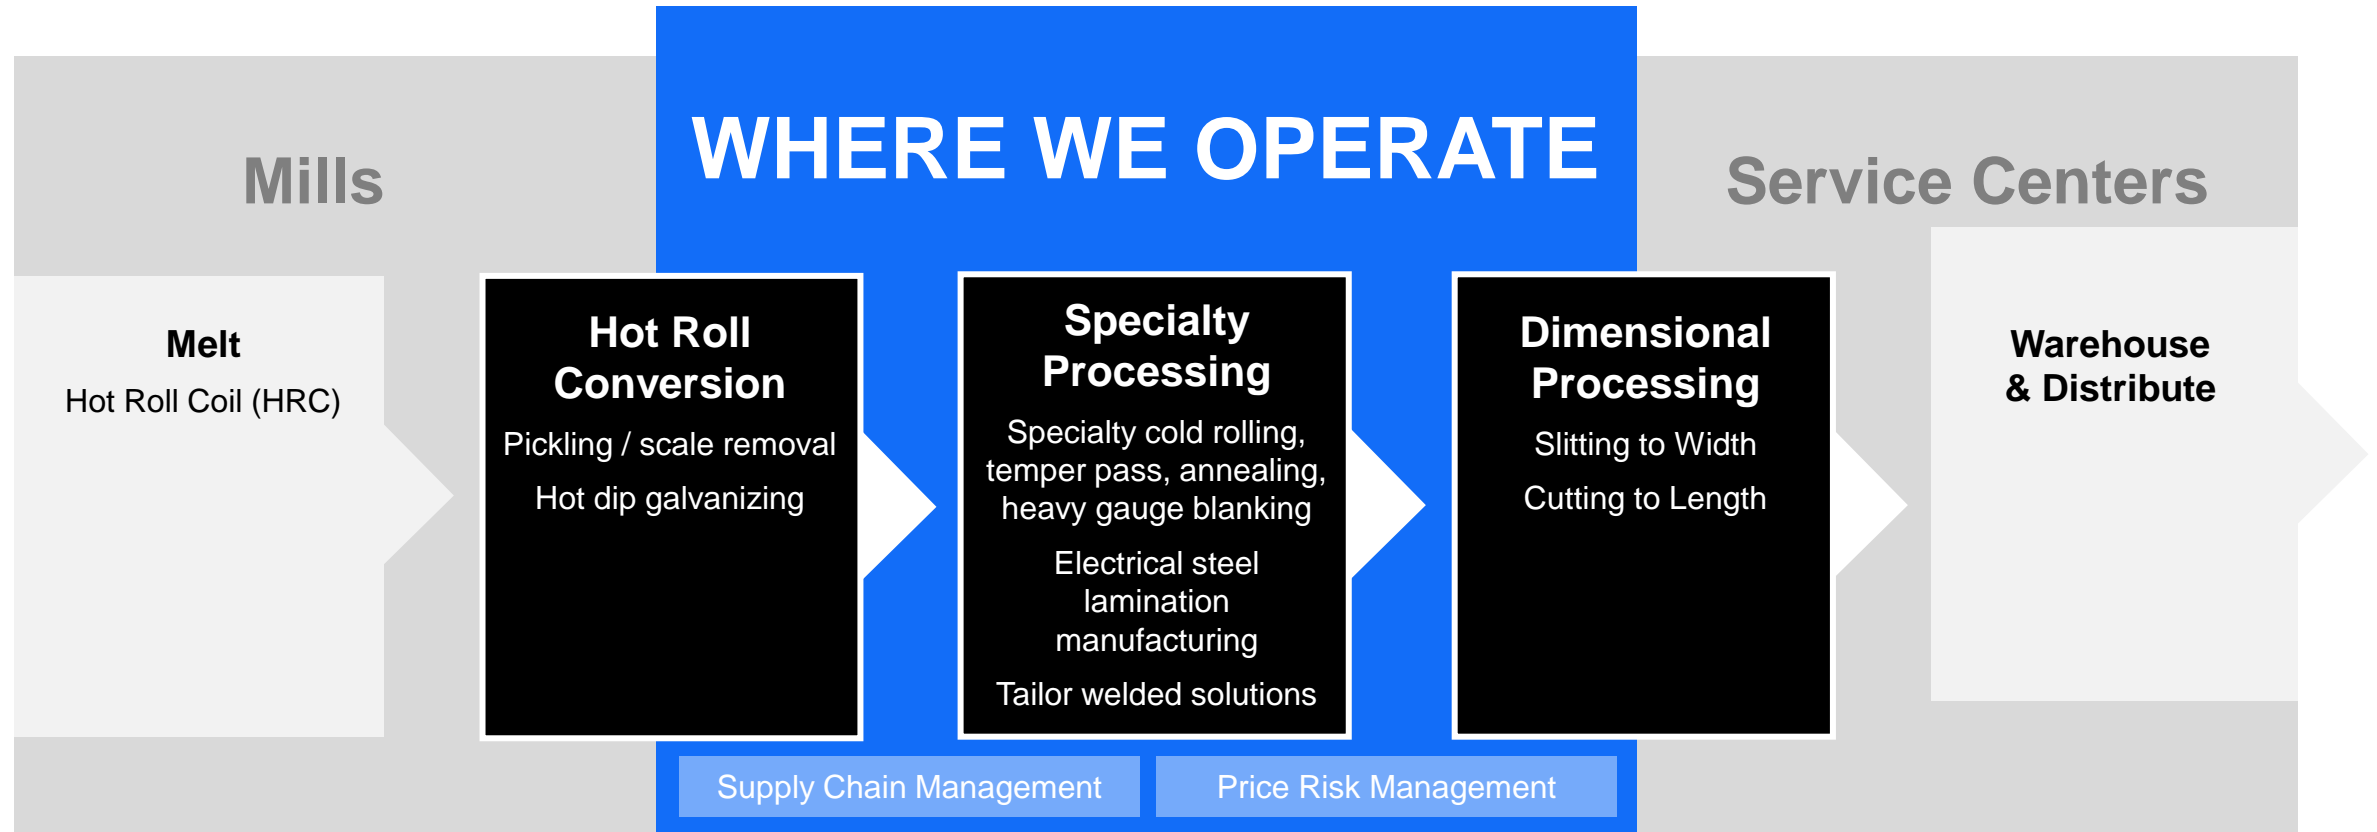 Mills
WHERE WE OPERATE
Service Centers
Melt
Hot Roll Coil (HRC)
Hot Roll
Conversion
Pickling / scale removal
Hot dip galvanizing
Specialty
Processing
Specialty cold rolling,
temper pass, annealing,
heavy gauge blanking
Electrical steel
lamination
manufacturing
Tailor welded solutions
Dimensional
Processing
Slitting to Width
Cutting to Length
Warehouse
& Distribute
Supply Chain Management
Price Risk Management